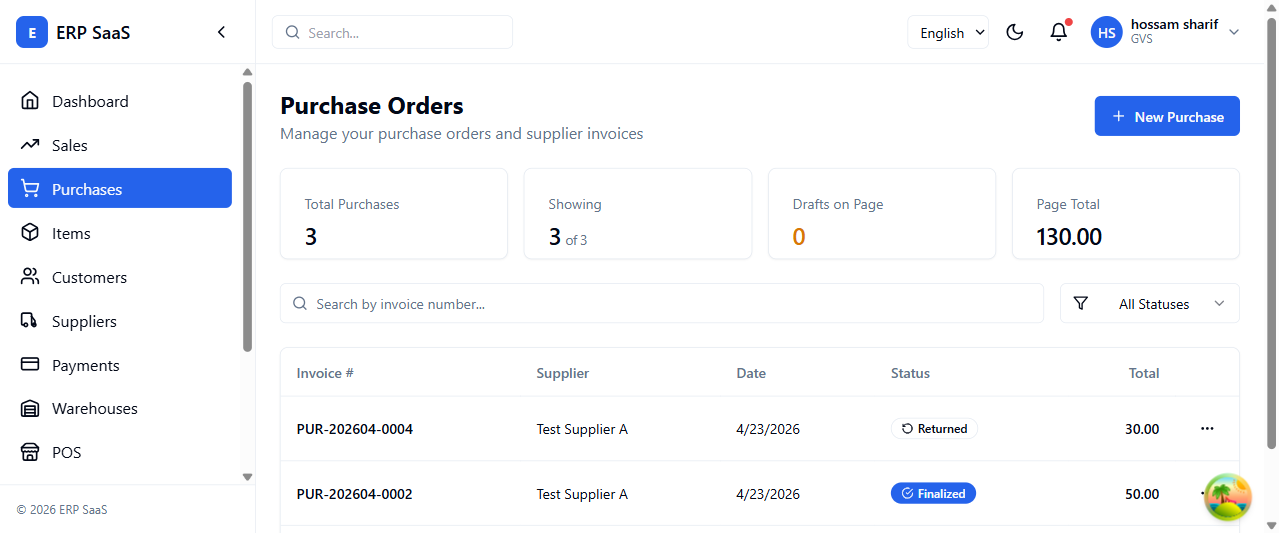 E ERP SaaS
Search...
English
HS
hossam sharif
GVS
Dashboard
Sales
Purchases
Items
Customers
Suppliers
Payments
Warehouses
POS
© 2026 ERP SaaS
Purchase Orders
Manage your purchase orders and supplier invoices
New Purchase
Total Purchases
3
Showing
3 of 3
Drafts on Page
0
Page Total
130.00
Search by invoice number...
All Statuses
Invoice # Supplier Date Status Total
PUR-202604-0004 Test Supplier A 4/23/2026 Returned 30.00
PUR-202604-0002 Test Supplier A 4/23/2026 Finalized 50.00